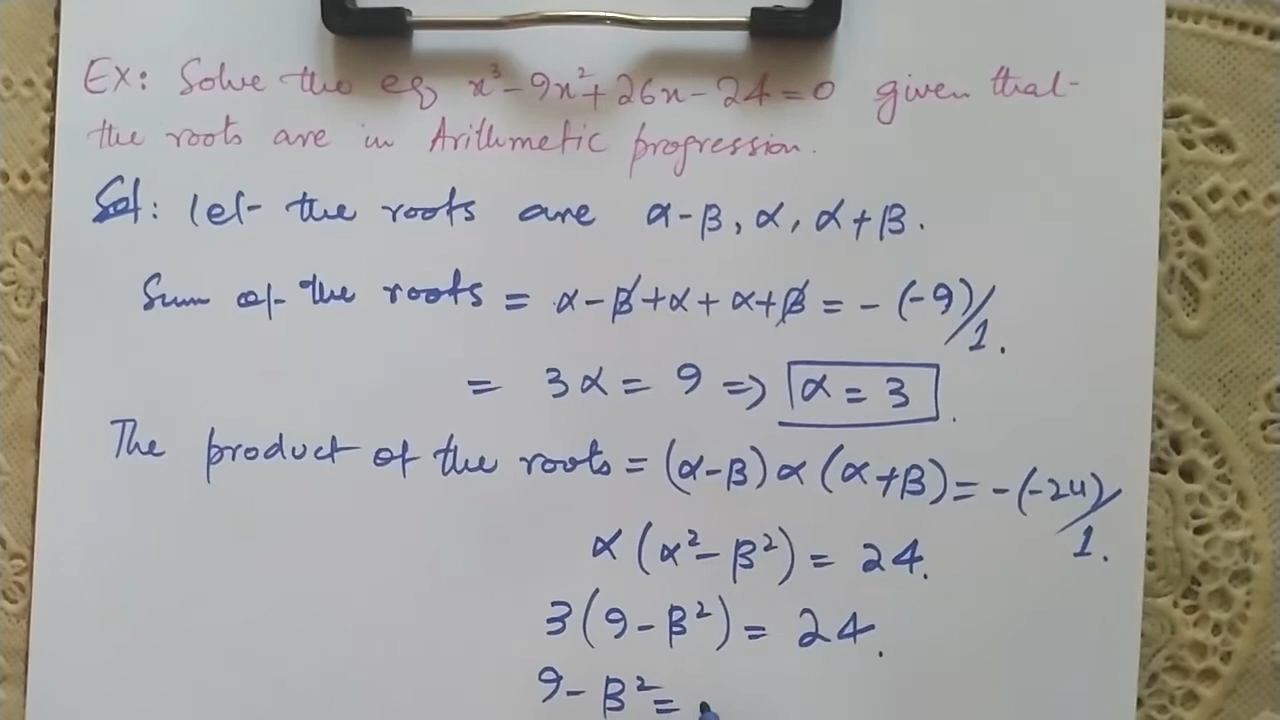 Ex: Solve the eq x³-9x²+26x-24=0 given that
the roots are in Arithmetic progression.
Sol: let the roots are α-β, α, α+β.
Sum of the roots = α-β+α+α+β = -(-9)/1.
= 3α = 9 => α = 3.
The product of the roots = (α-β)α(α+β) = -(-24)/1.
α(α²-β²) = 24.
3(9-β²) = 24.
9-β² =